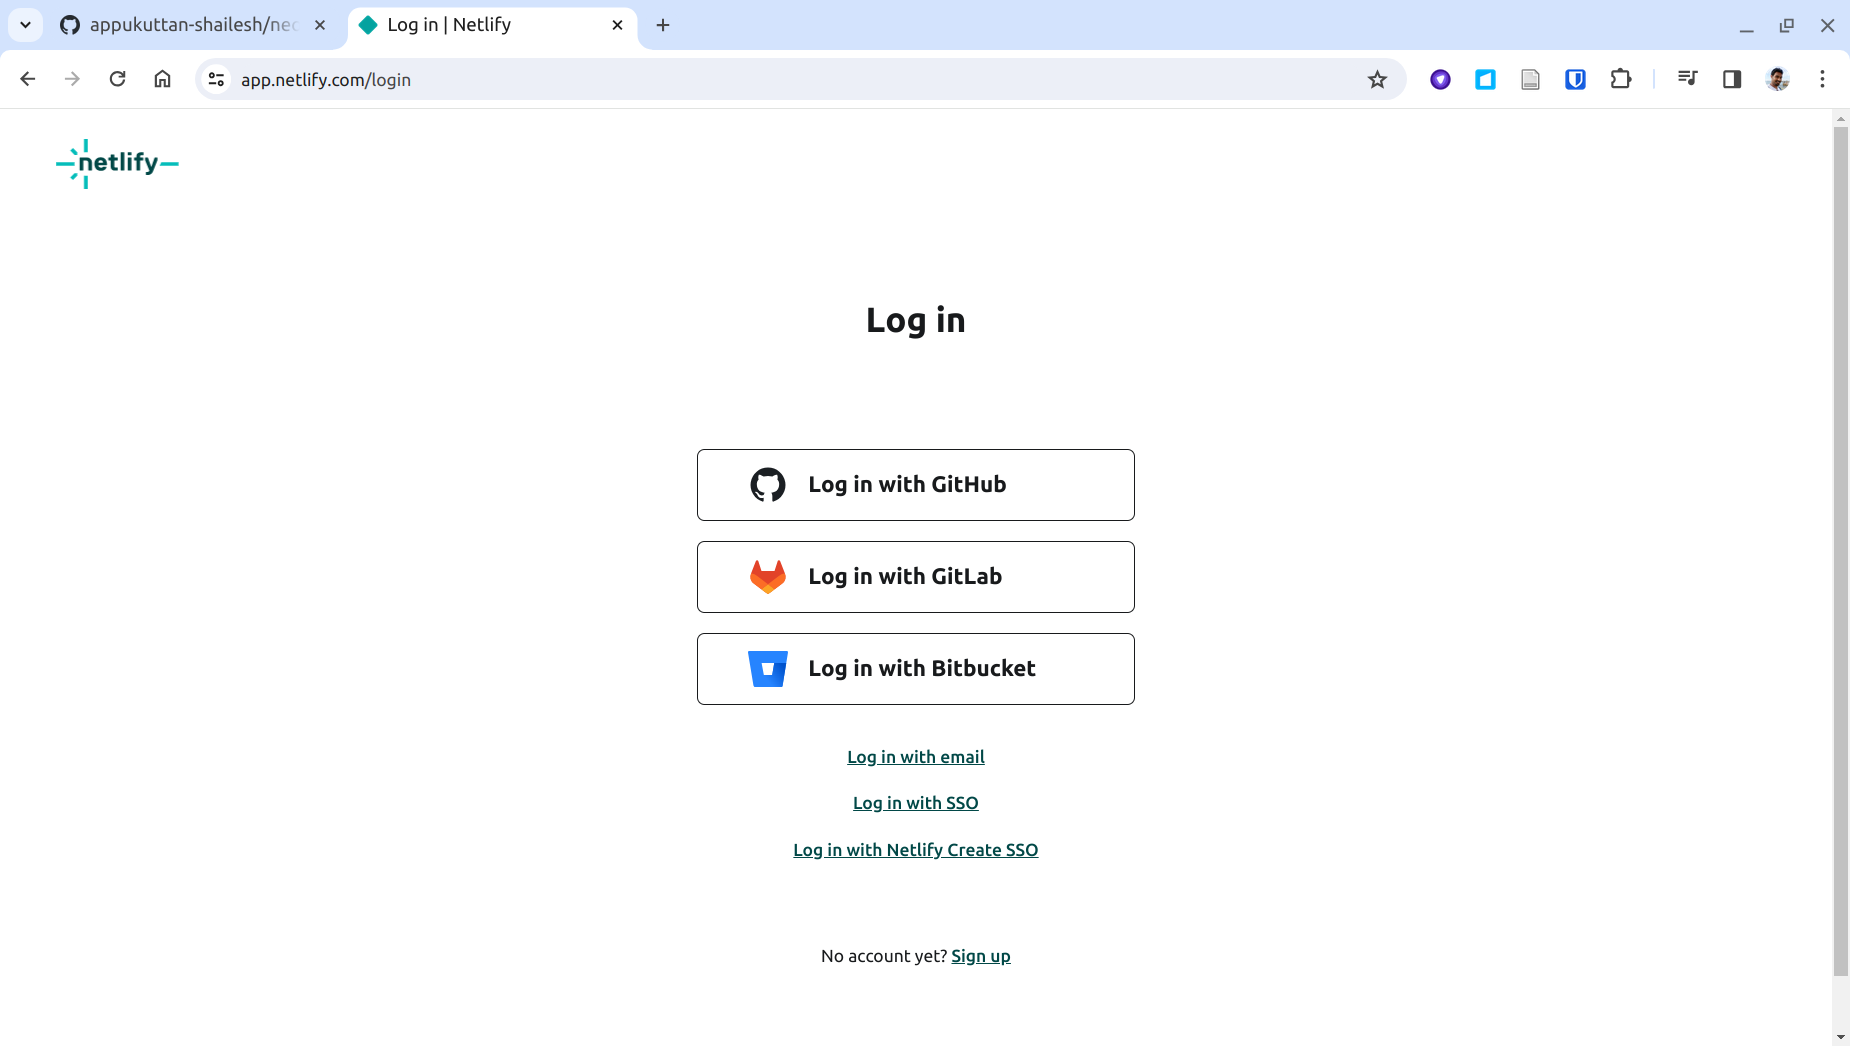 appukuttan-shailesh/nec
Log in | Netlify
app.netlify.com/login
netlify
Log in
Log in with GitHub
Log in with GitLab
Log in with Bitbucket
Log in with email
Log in with SSO
Log in with Netlify Create SSO
No account yet? Sign up